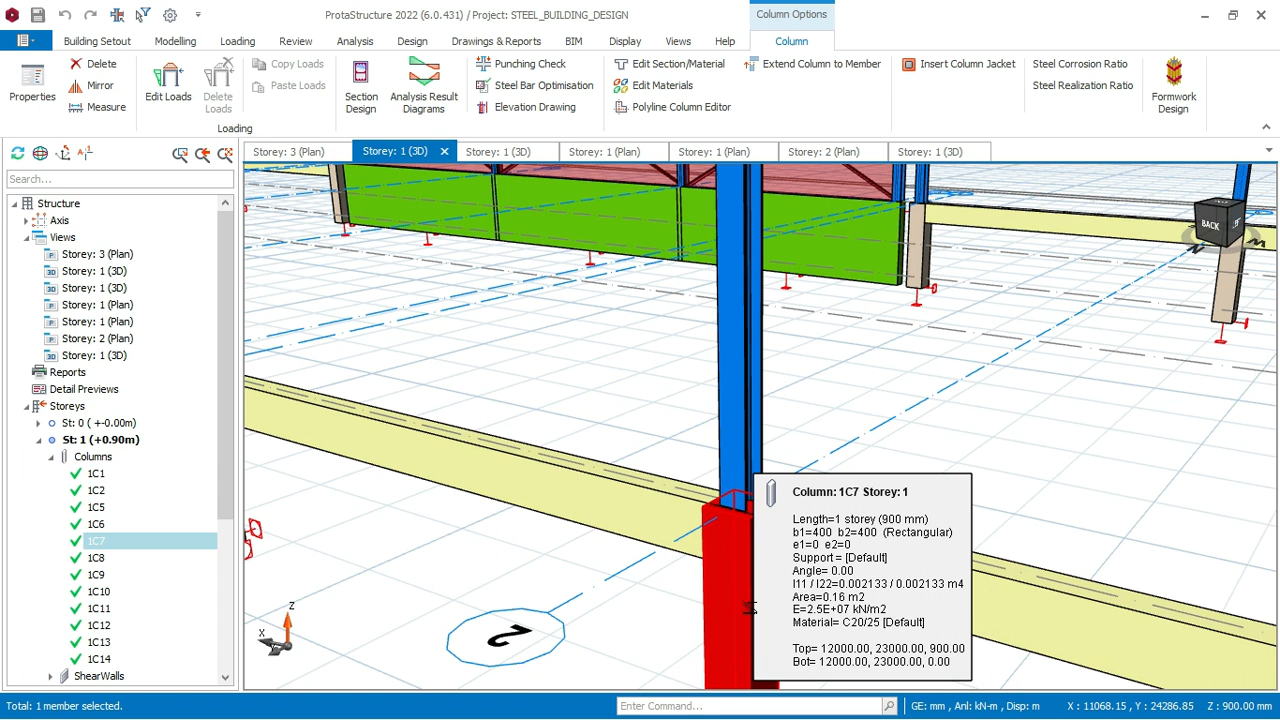 ProtaStructure 2022 (6.0.431) / Project: STEEL_BUILDING_DESIGN
Column Options
Building Setout
Modelling
Loading
Review
Analysis
Design
Drawings & Reports
BIM
Display
Views
Help
Column
Properties
Delete
Mirror
Measure
Edit Loads
Delete Loads
Copy Loads
Paste Loads
Loading
Section Design
Analysis Result Diagrams
Punching Check
Steel Bar Optimisation
Elevation Drawing
Edit Section/Material
Edit Materials
Polyline Column Editor
Extend Column to Member
Insert Column Jacket
Steel Corrosion Ratio
Steel Realization Ratio
Formwork Design
Storey: 3 (Plan)
Storey: 1 (3D)
Storey: 1 (3D)
Storey: 1 (Plan)
Storey: 1 (Plan)
Storey: 2 (Plan)
Storey: 1 (3D)
Search...
Structure
Axis
Views
Storey: 3 (Plan)
Storey: 1 (3D)
Storey: 1 (3D)
Storey: 1 (Plan)
Storey: 1 (Plan)
Storey: 2 (Plan)
Storey: 1 (3D)
Reports
Detail Previews
Storeys
St: 0 ( +-0.00m)
St: 1 (+0.90m)
Columns
1C1
1C2
1C5
1C6
1C7
1C8
1C9
1C10
1C11
1C12
1C13
1C14
ShearWalls
BACK
2
Z
X
Column: 1C7 Storey: 1
Length=1 storey (900 mm)
b1=400 b2=400 (Rectangular)
e1=0 e2=0
Support = [Default]
Angle= 0.00
I11 / I22=0.002133 / 0.002133 m4
Area=0.16 m2
E=2.5E+07 kN/m2
Material= C20/25 [Default]
Top= 12000.00, 23000.00, 900.00
Bot= 12000.00, 23000.00, 0.00
Total: 1 member selected.
Enter Command...
GE: mm , Anl: kN-m , Disp: m
X : 11068.15 , Y : 24286.85
Z : 900.00 mm